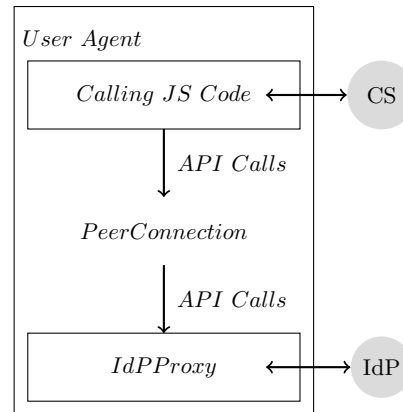 User Agent
Calling JS Code
CS
API Calls
PeerConnection
API Calls
IdPProxy
IdP